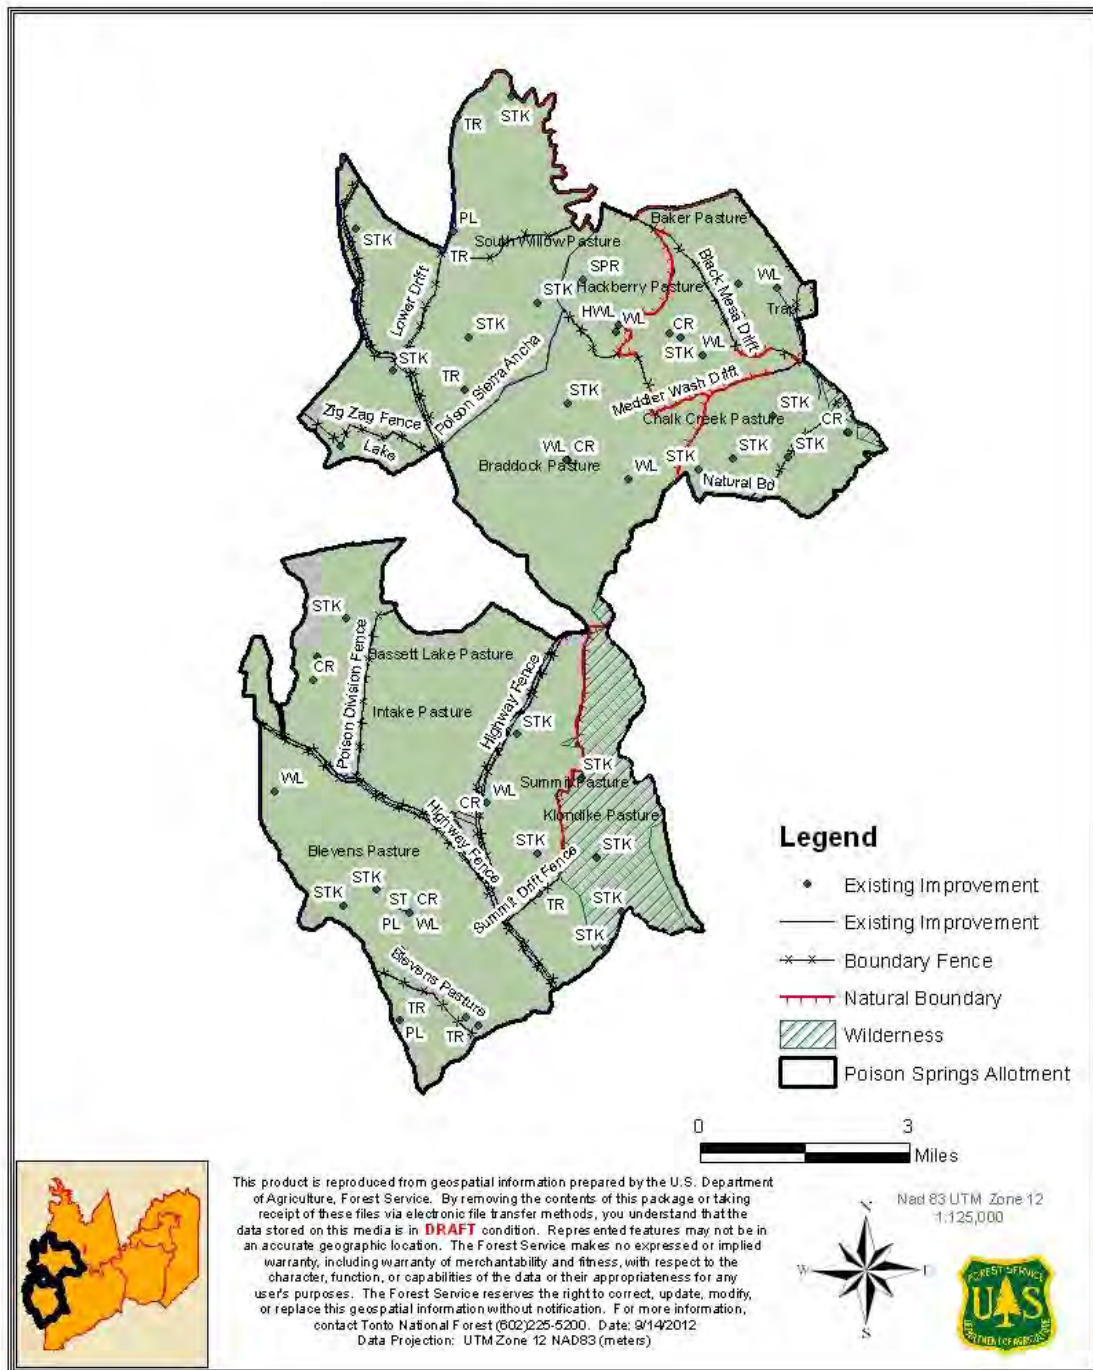 STK
TR
PL
Baker Pasture
STK
South Willow Pasture
TR
Lower Drift
SPR
Black Mesa Drift
WL
Hackberry Pasture
STK
Trap
HWL
WL
CR
STK
Poison Sierra Ancha
WL
STK
STK
TR
Meddler Wash Drift
STK
STK
Zig Zag Fence
Chalk Creek Pasture
CR
Lake
WL CR
STK
STK
STK
Braddock Pasture
WL
Natural Bo
STK
Poison Division Fence
Bassett Lake Pasture
CR
Highway Fence
Intake Pasture
STK
STK
WL
Summit Pasture
CR
WL
Highway Fence
Klondike Pasture
Blevens Pasture
STK
STK
STK
Summit Drift Fence
STK
ST
CR
TR
STK
PL
WL
STK
Blevens Pasture
TR
PL
TR
Legend
Existing Improvement
Existing Improvement
Boundary Fence
Natural Boundary
Wilderness
Poison Springs Allotment
0 3
Miles
This product is reproduced from geospatial information prepared by the U.S. Department
of Agriculture, Forest Service. By removing the contents of this package or taking
receipt of these files via electronic file transfer methods, you understand that the
data stored on this media is in DRAFT condition. Represented features may not be in
an accurate geographic location. The Forest Service makes no expressed or implied
warranty, including warranty of merchantability and fitness, with respect to the
character, function, or capabilities of the data or their appropriateness for any
user's purposes. The Forest Service reserves the right to correct, update, modify,
or replace this geospatial information without notification. For more information,
contact Tonto National Forest (602)225-5200. Date: 9/14/2012
Data Projection: UTM Zone 12 NAD83 (meters)
Nad 83 UTM Zone 12
1:125,000
N
W
E
S
FOREST SERVICE
U S
DEPARTMENT OF AGRICULTURE